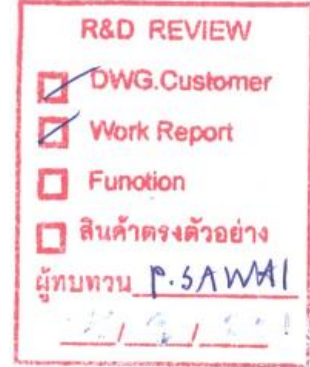 R&D REVIEW
DWG.Customer
Work Report
Function
สินค้าตรงตัวอย่าง
ผู้ทบทวน P.SAWAI